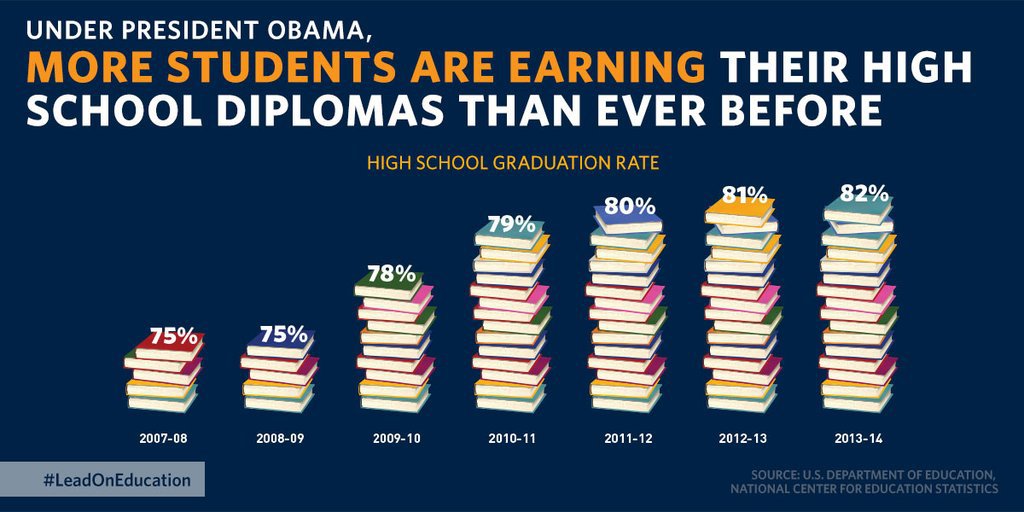 UNDER PRESIDENT OBAMA,
MORE STUDENTS ARE EARNING THEIR HIGH
SCHOOL DIPLOMAS THAN EVER BEFORE
HIGH SCHOOL GRADUATION RATE
75%
75%
78%
79%
80%
81%
82%
2007-08
2008-09
2009-10
2010-11
2011-12
2012-13
2013-14
#LeadOnEducation
SOURCE: U.S. DEPARTMENT OF EDUCATION,
NATIONAL CENTER FOR EDUCATION STATISTICS